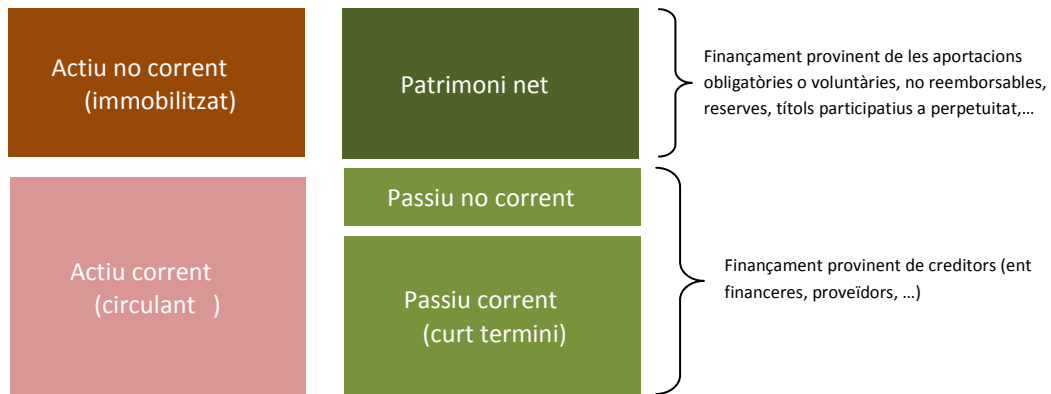 Actiu no corrent
(immobilitzat)
Patrimoni net
Finançament provinent de les aportacions
obligatòries o voluntàries, no reemborsables,
reserves, títols participatius a perpetuitat,...
Passiu no corrent
Actiu corrent
(circulant )
Passiu corrent
(curt termini)
Finançament provinent de creditors (ent
financeres, proveïdors, ...)